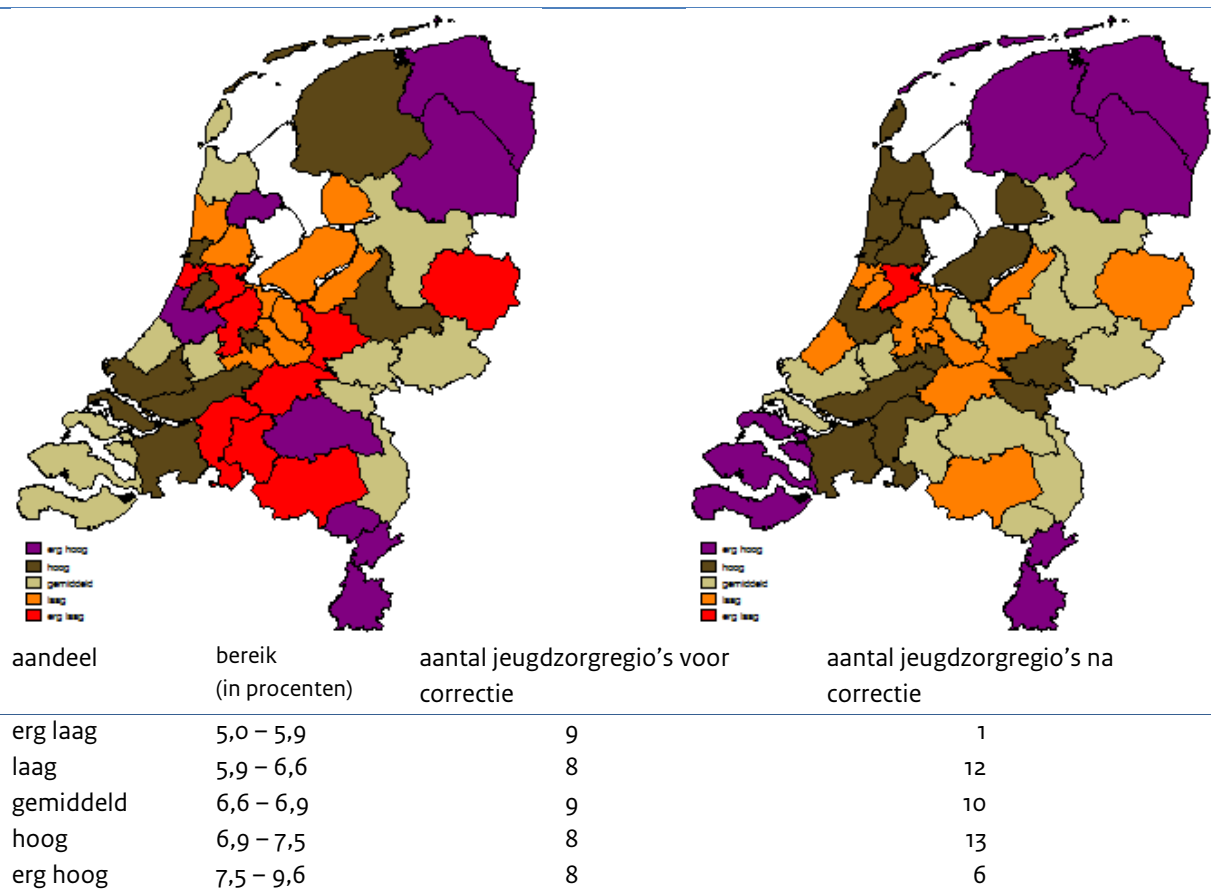 erg hoog
hoog
gemiddeld
laag
erg laag
erg hoog
hoog
gemiddeld
laag
erg laag
aandeel bereik (in procenten) aantal jeugdzorgregio’s voor correctie aantal jeugdzorgregio’s na correctie
erg laag 5,0 – 5,9 9 1
laag 5,9 – 6,6 8 12
gemiddeld 6,6 – 6,9 9 10
hoog 6,9 – 7,5 8 13
erg hoog 7,5 – 9,6 8 6